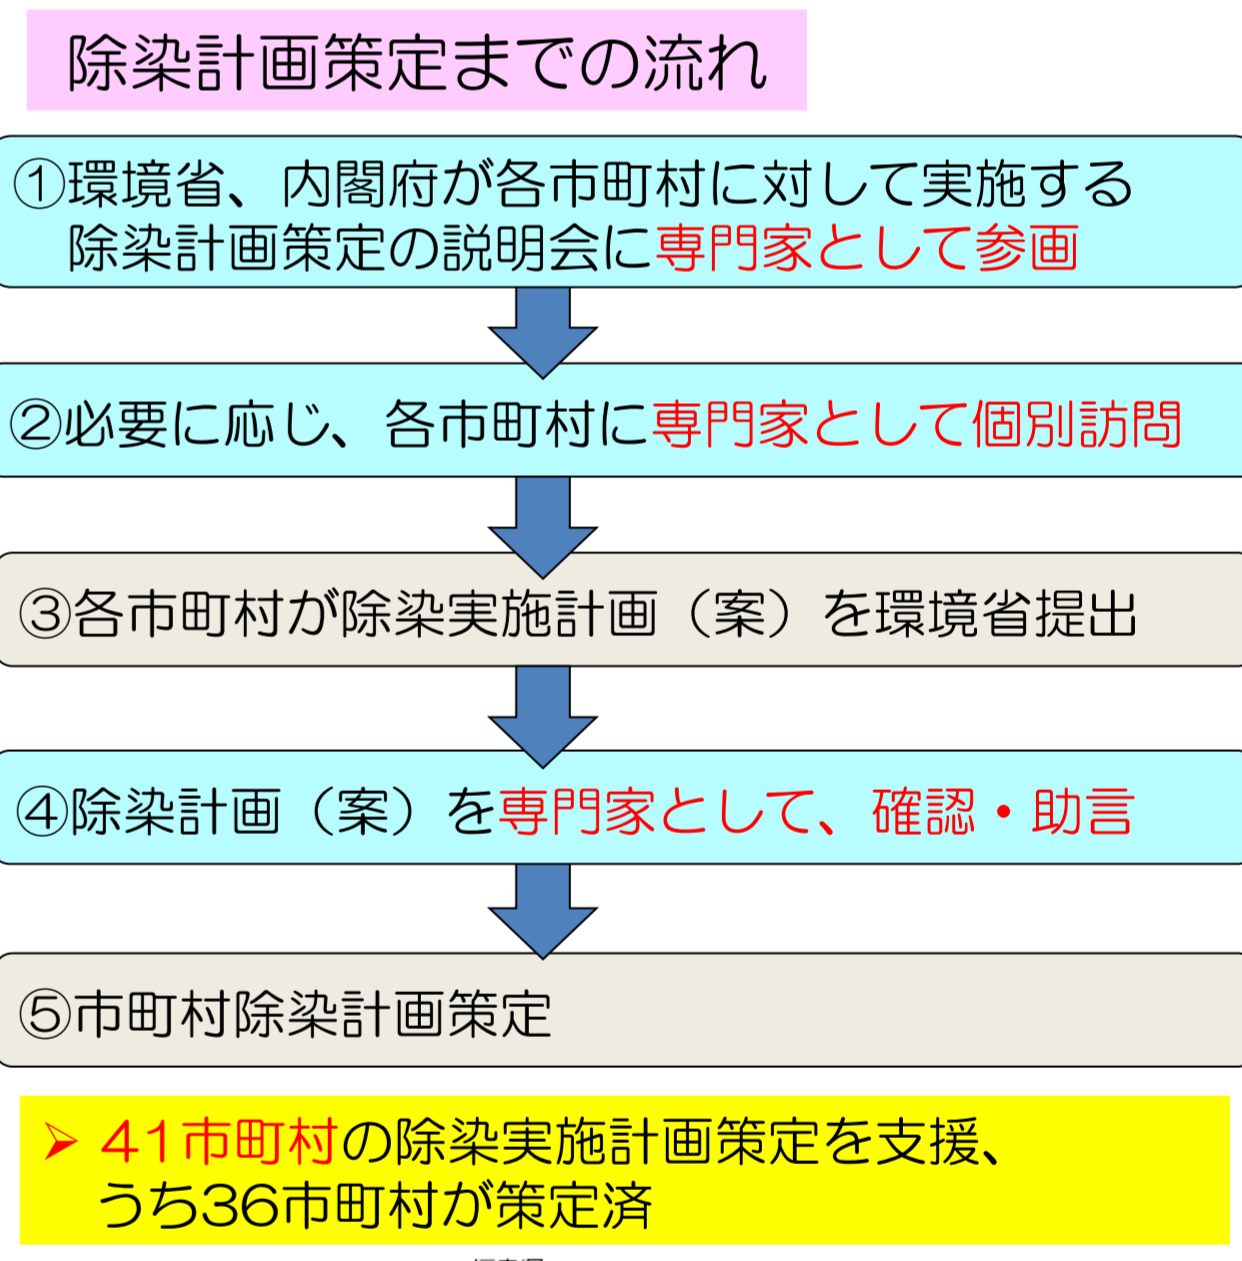 除染計画策定までの流れ
①環境省、内閣府が各市町村に対して実施する
除染計画策定の説明会に専門家として参画
②必要に応じ、各市町村に専門家として個別訪問
③各市町村が除染実施計画（案）を環境省提出
④除染計画（案）を専門家として、確認・助言
⑤市町村除染計画策定
➢ 41市町村の除染実施計画策定を支援、
うち36市町村が策定済